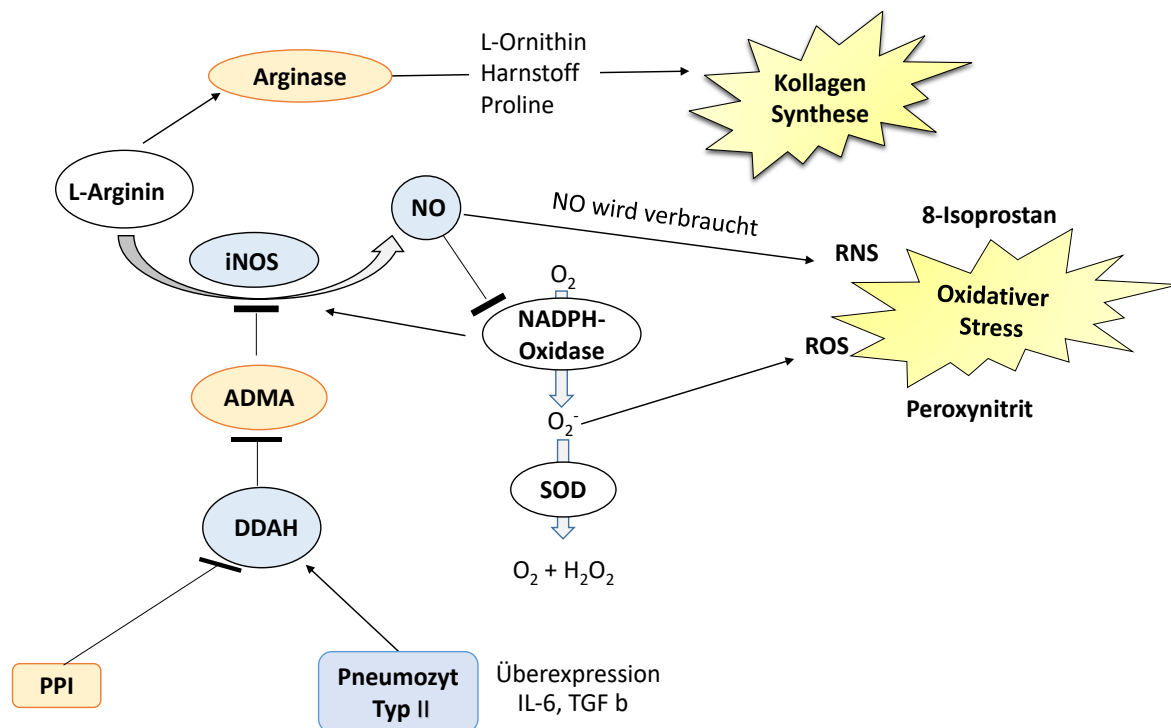 Arginase
L-Ornithin
Harnstoff
Proline
Kollagen
Synthese
L-Arginin
NO
NO wird verbraucht
8-Isoprostan
iNOS
RNS
O₂
Oxidativer
Stress
NADPH-
Oxidase
ROS
ADMA
O₂⁻
Peroxynitrit
SOD
DDAH
O₂ + H₂O₂
PPI
Pneumozyt
Typ II
Überexpression
IL-6, TGF b